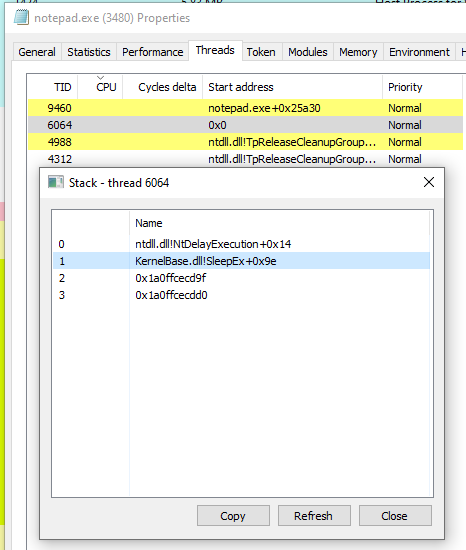 notepad.exe (3480) Properties
General Statistics Performance Threads Token Modules Memory Environment H
TID CPU Cycles delta Start address Priority
9460 notepad.exe+0x25a30 Normal
6064 0x0 Normal
4988 ntdll.dll!TpReleaseCleanupGroup... Normal
4312 ntdll.dll!TpReleaseCleanupGroup... Normal
Stack - thread 6064
Name
0 ntdll.dll!NtDelayExecution+0x14
1 KernelBase.dll!SleepEx+0x9e
2 0x1a0ffcecd9f
3 0x1a0ffcecdd0
Copy Refresh Close